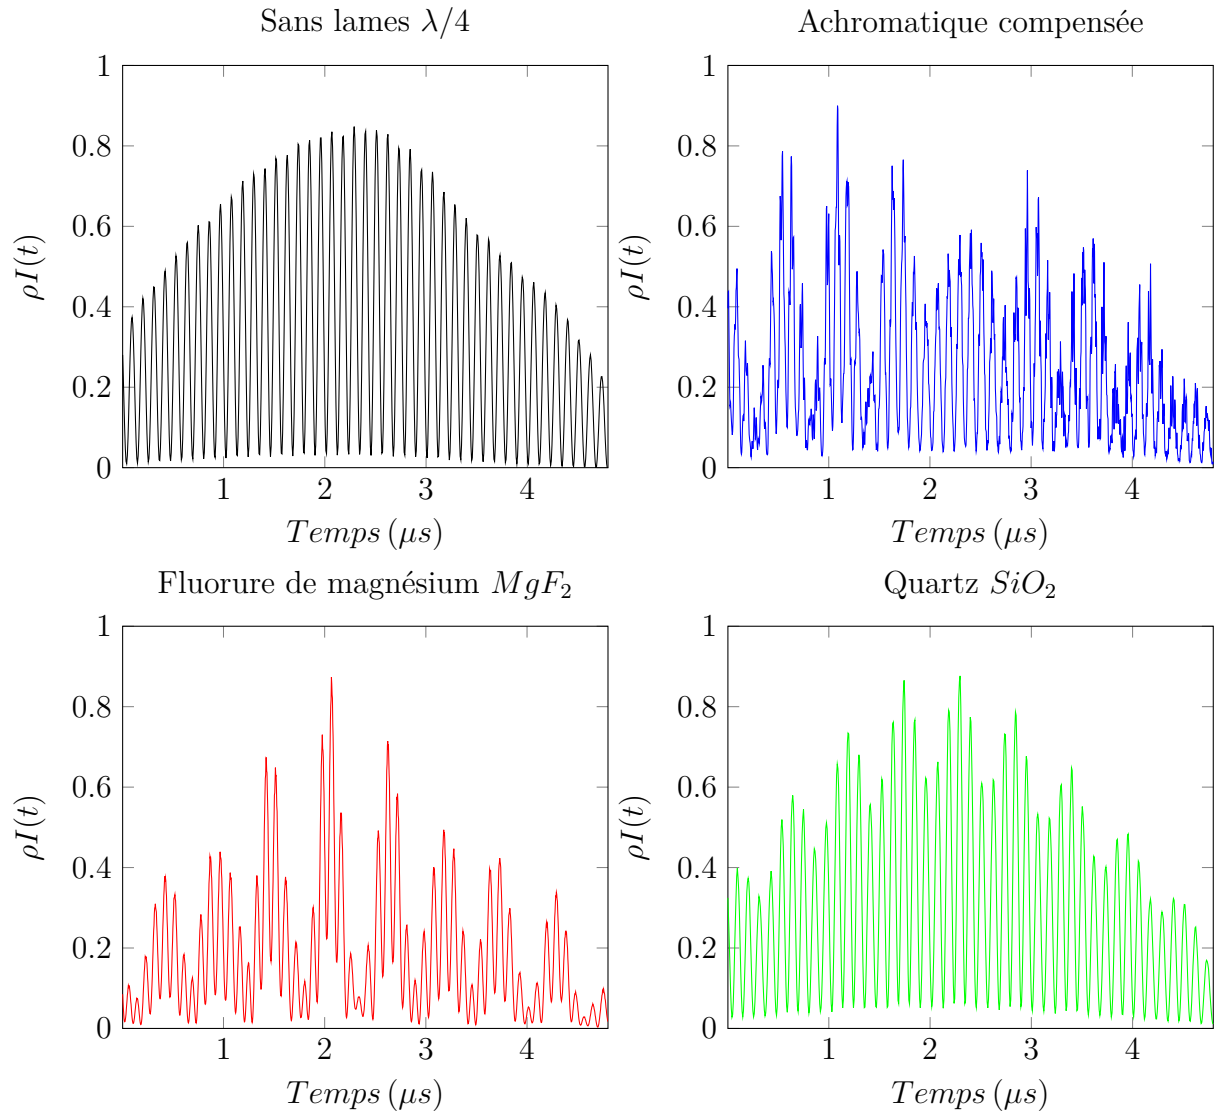 Sans lames λ/4
Achromatique compensée
1
0.8
0.6
0.4
0.2
0
ρI(t)
1 2 3 4
Temps (μs)
1
0.8
0.6
0.4
0.2
0
ρI(t)
1 2 3 4
Temps (μs)
Fluorure de magnésium MgF₂
Quartz SiO₂
1
0.8
0.6
0.4
0.2
0
ρI(t)
1 2 3 4
Temps (μs)
1
0.8
0.6
0.4
0.2
0
ρI(t)
1 2 3 4
Temps (μs)